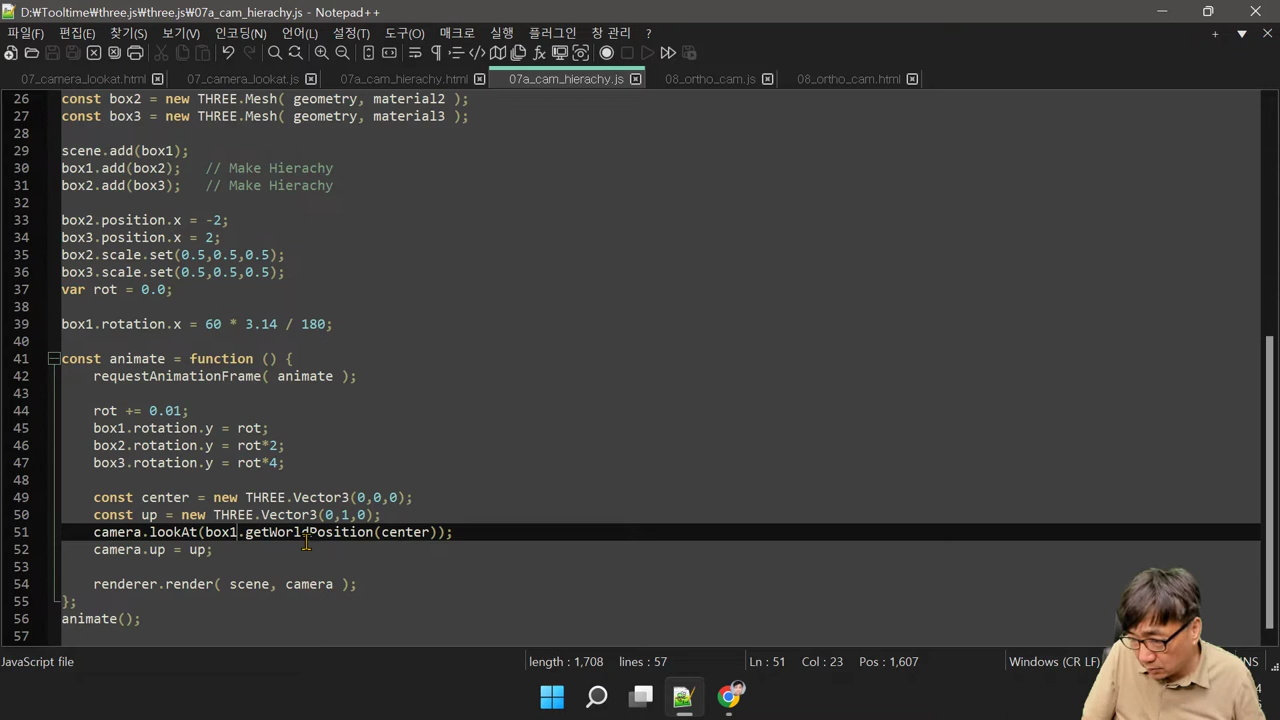 D:￦Tooltime￦three.js￦three.js￦07a_cam_hierachy.js - Notepad++
파일(F) 편집(E) 찾기(S) 보기(V) 인코딩(N) 언어(L) 설정(T) 도구(O) 매크로 실행 플러그인 창 관리 ?
07_camera_lookat.html 07_camera_lookat.js 07a_cam_hierachy.html 07a_cam_hierachy.js 08_ortho_cam.js 08_ortho_cam.html
26 const box2 = new THREE.Mesh( geometry, material2 );
27 const box3 = new THREE.Mesh( geometry, material3 );
28
29 scene.add(box1);
30 box1.add(box2); // Make Hierachy
31 box2.add(box3); // Make Hierachy
32
33 box2.position.x = -2;
34 box3.position.x = 2;
35 box2.scale.set(0.5,0.5,0.5);
36 box3.scale.set(0.5,0.5,0.5);
37 var rot = 0.0;
38
39 box1.rotation.x = 60 * 3.14 / 180;
40
41 const animate = function () {
42 requestAnimationFrame( animate );
43
44 rot += 0.01;
45 box1.rotation.y = rot;
46 box2.rotation.y = rot*2;
47 box3.rotation.y = rot*4;
48
49 const center = new THREE.Vector3(0,0,0);
50 const up = new THREE.Vector3(0,1,0);
51 camera.lookAt(box1.getWorldPosition(center));
52 camera.up = up;
53
54 renderer.render( scene, camera );
55 };
56 animate();
57
JavaScript file length : 1,708 lines : 57 Ln : 51 Col : 23 Pos : 1,607 Windows (CR LF)